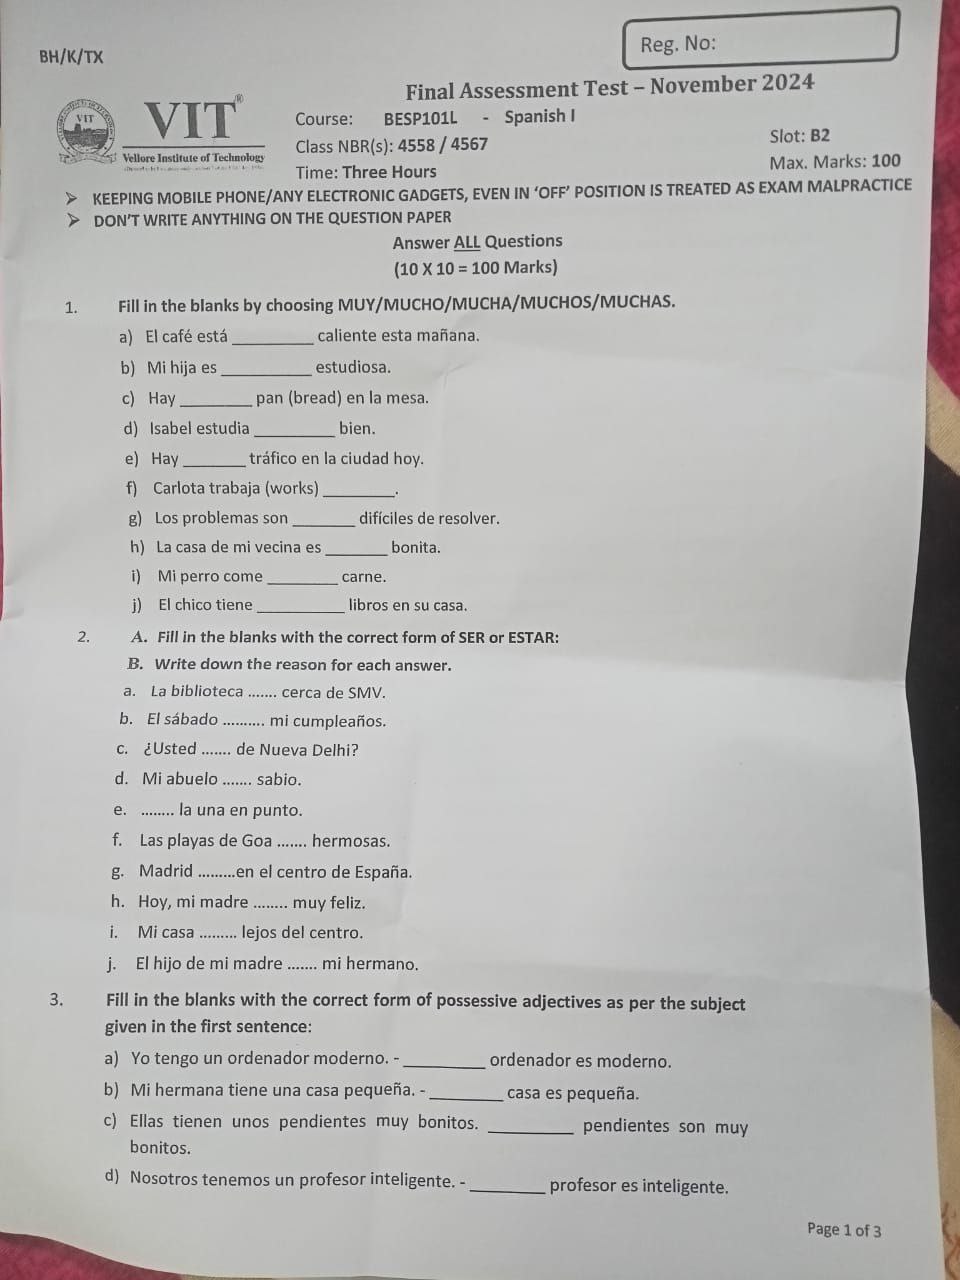 BH/K/TX
Reg. No:
Final Assessment Test – November 2024
VIT®
VIT
Vellore Institute of Technology
Course: BESP101L - Spanish I
Class NBR(s): 4558 / 4567
Slot: B2
Time: Three Hours
Max. Marks: 100
➢ KEEPING MOBILE PHONE/ANY ELECTRONIC GADGETS, EVEN IN ‘OFF’ POSITION IS TREATED AS EXAM MALPRACTICE
➢ DON’T WRITE ANYTHING ON THE QUESTION PAPER
Answer ALL Questions
(10 X 10 = 100 Marks)
1. Fill in the blanks by choosing MUY/MUCHO/MUCHA/MUCHOS/MUCHAS.
a) El café está _________ caliente esta mañana.
b) Mi hija es __________ estudiosa.
c) Hay ________ pan (bread) en la mesa.
d) Isabel estudia _________ bien.
e) Hay _______ tráfico en la ciudad hoy.
f) Carlota trabaja (works) ________.
g) Los problemas son _______ difíciles de resolver.
h) La casa de mi vecina es _______ bonita.
i) Mi perro come ________ carne.
j) El chico tiene __________ libros en su casa.
2. A. Fill in the blanks with the correct form of SER or ESTAR:
B. Write down the reason for each answer.
a. La biblioteca ....... cerca de SMV.
b. El sábado .......... mi cumpleaños.
c. ¿Usted ....... de Nueva Delhi?
d. Mi abuelo ....... sabio.
e. ........ la una en punto.
f. Las playas de Goa ....... hermosas.
g. Madrid .........en el centro de España.
h. Hoy, mi madre ........ muy feliz.
i. Mi casa ......... lejos del centro.
j. El hijo de mi madre ....... mi hermano.
3. Fill in the blanks with the correct form of possessive adjectives as per the subject
given in the first sentence:
a) Yo tengo un ordenador moderno. - _________ ordenador es moderno.
b) Mi hermana tiene una casa pequeña. - ________ casa es pequeña.
c) Ellas tienen unos pendientes muy bonitos. _________ pendientes son muy
bonitos.
d) Nosotros tenemos un profesor inteligente. - ________ profesor es inteligente.
Page 1 of 3